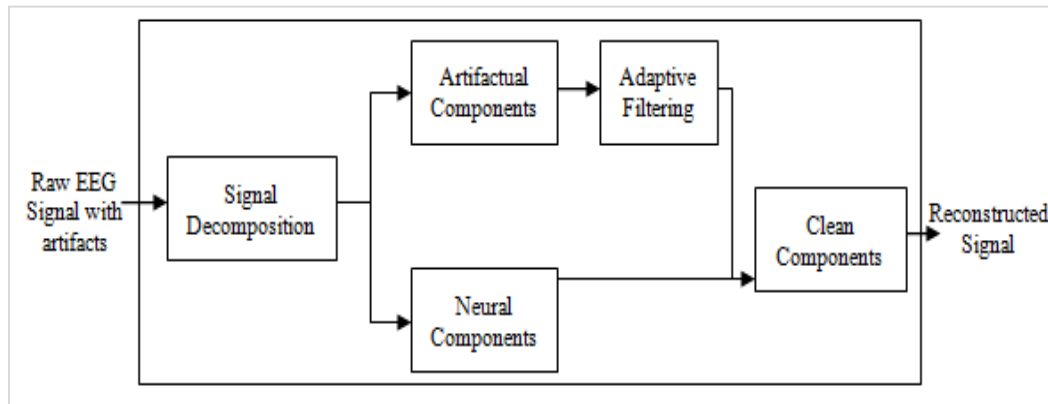 Raw EEG
Signal with
artifacts
Signal
Decomposition
Artifactual
Components
Adaptive
Filtering
Neural
Components
Clean
Components
Reconstructed
Signal